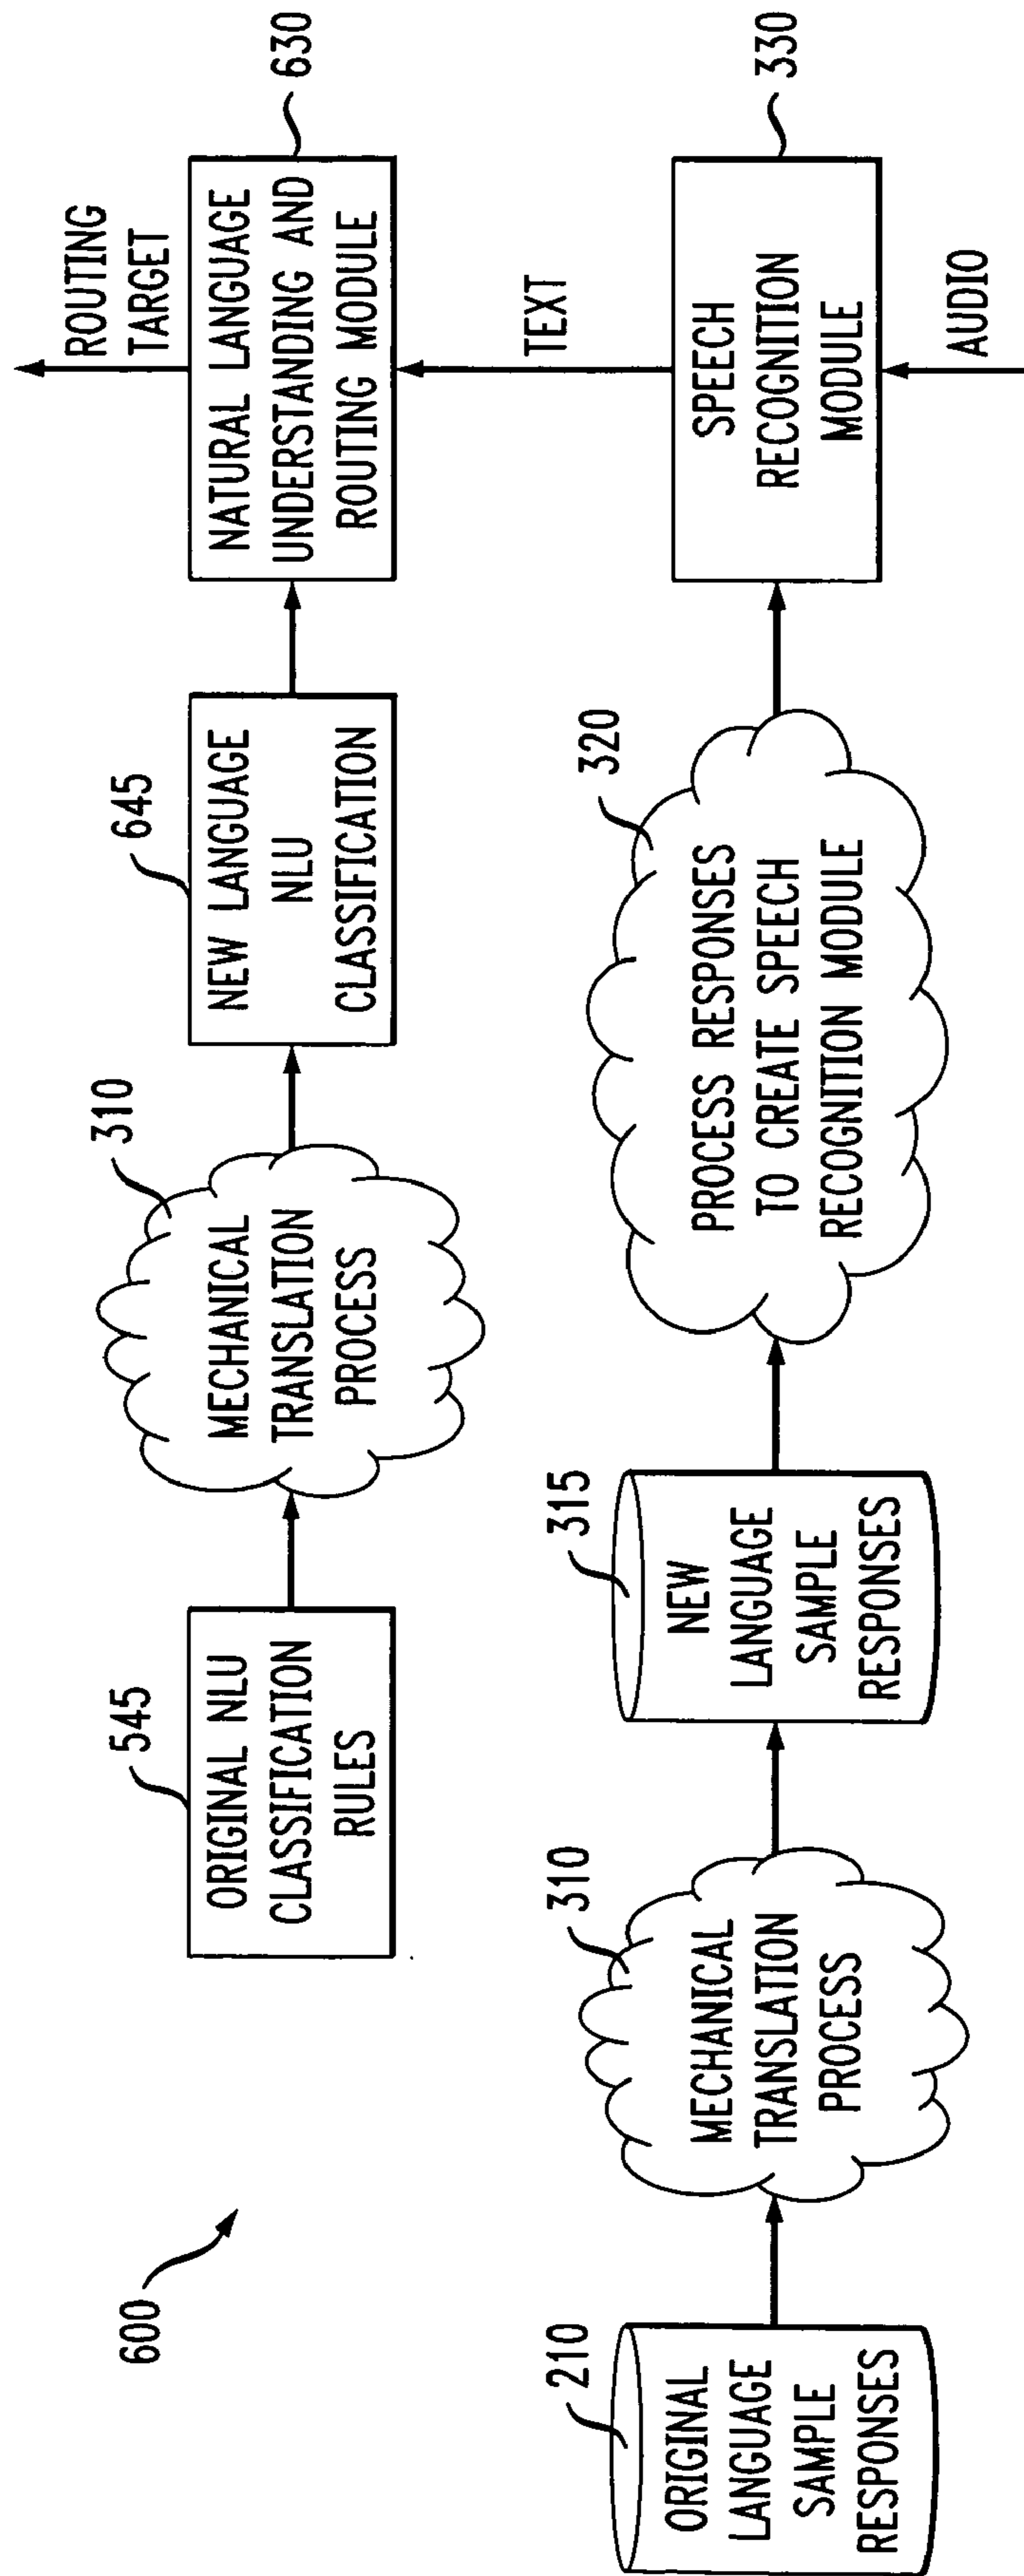 600
545
ORIGINAL NLU
CLASSIFICATION
RULES
310
MECHANICAL
TRANSLATION
PROCESS
645
NEW LANGUAGE
NLU
CLASSIFICATION
ROUTING
TARGET
NATURAL LANGUAGE
UNDERSTANDING AND
ROUTING MODULE
630
TEXT
210
ORIGINAL
LANGUAGE
SAMPLE
RESPONSES
310
MECHANICAL
TRANSLATION
PROCESS
315
NEW
LANGUAGE
SAMPLE
RESPONSES
320
PROCESS RESPONSES
TO CREATE SPEECH
RECOGNITION MODULE
SPEECH
RECOGNITION
MODULE
330
AUDIO